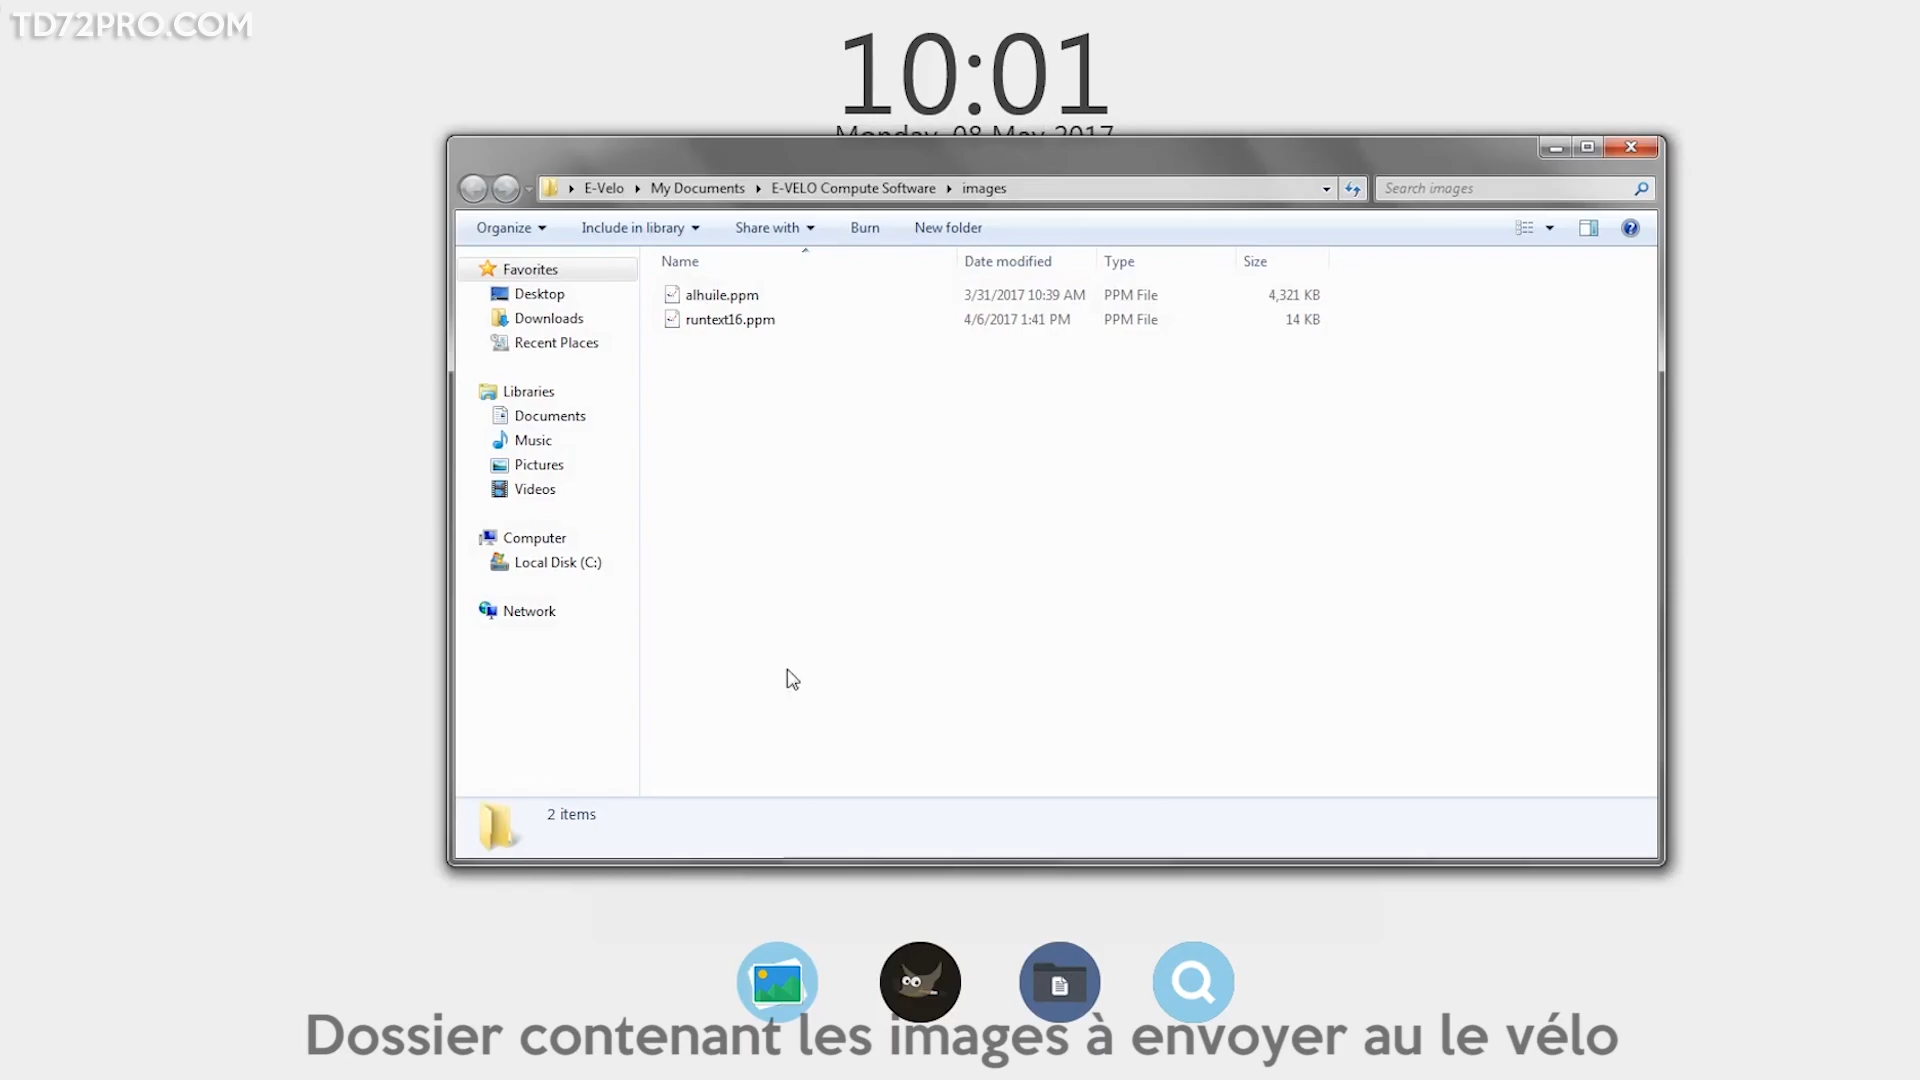 TD72PRO.COM
10:01
Monday, 08 May 2017
E-Velo My Documents E-VELO Compute Software images
Search images
Organize Include in library Share with Burn New folder
Name Date modified Type Size
alhuile.ppm 3/31/2017 10:39 AM PPM File 4,321 KB
runtext16.ppm 4/6/2017 1:41 PM PPM File 14 KB
Favorites
Desktop
Downloads
Recent Places
Libraries
Documents
Music
Pictures
Videos
Computer
Local Disk (C:)
Network
2 items
Dossier contenant les images à envoyer au le vélo